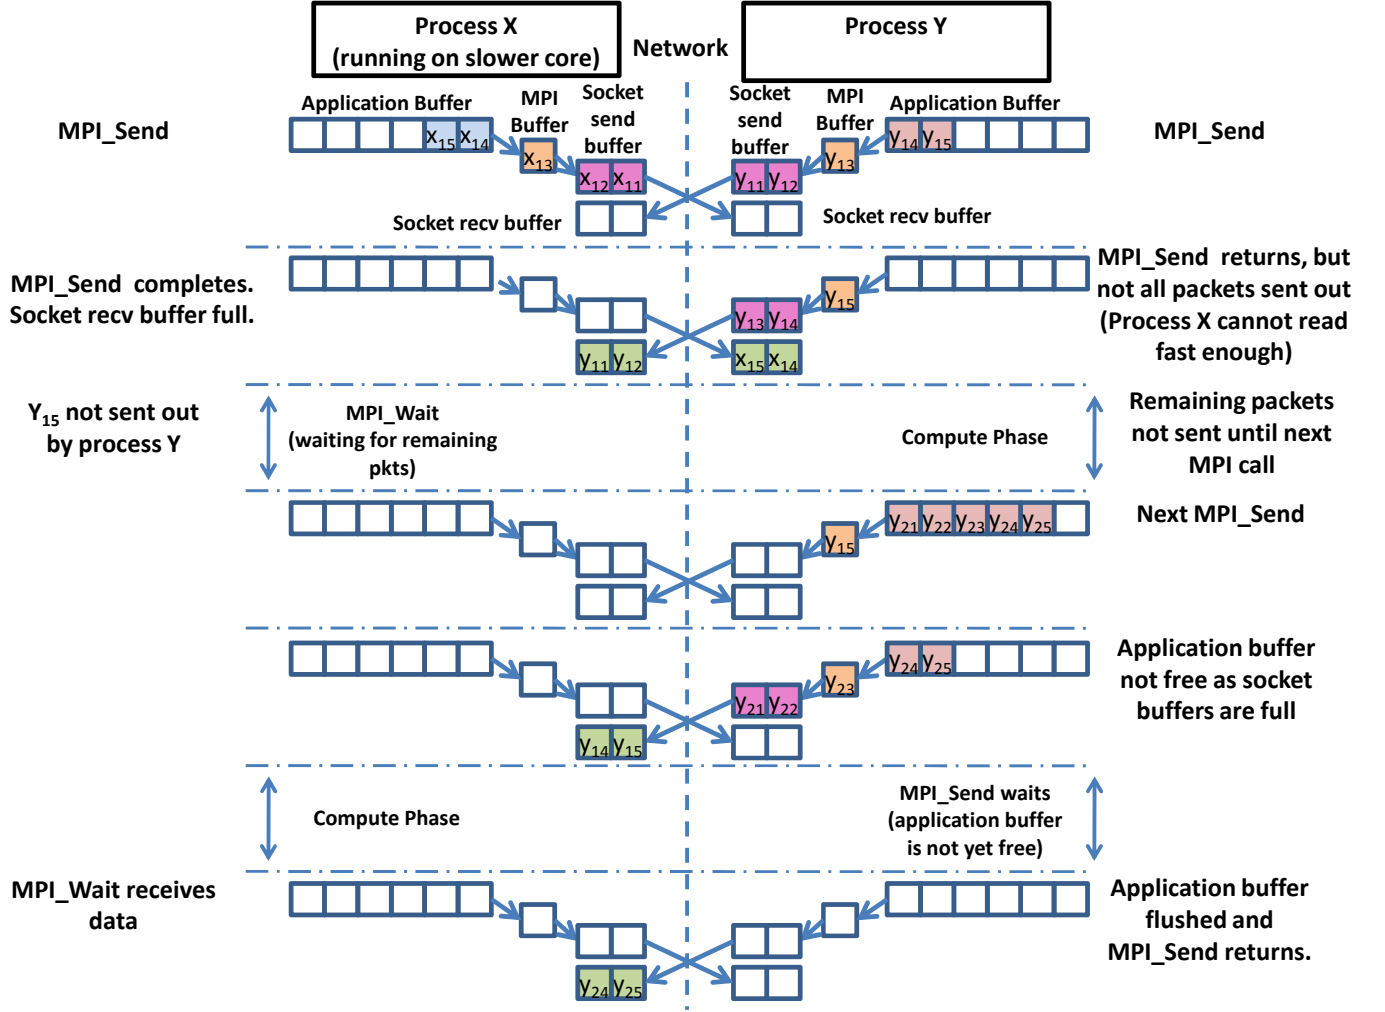 Process X
(running on slower core)
Network
Process Y
Application Buffer
MPI
Buffer
Socket
send
buffer
Socket
send
buffer
MPI
Buffer
Application Buffer
MPI_Send
x15 x14
x13
x12 x11
y11 y12
y13
y14 y15
MPI_Send
Socket recv buffer
Socket recv buffer
MPI_Send completes.
Socket recv buffer full.
y11 y12
y13 y14
x15 x14
y15
MPI_Send returns, but
not all packets sent out
(Process X cannot read
fast enough)
Y15 not sent out
by process Y
MPI_Wait
(waiting for remaining
pkts)
Compute Phase
Remaining packets
not sent until next
MPI call
y15
y21 y22 y23 y24 y25
Next MPI_Send
y14 y15
y21 y22
y23
y24 y25
Application buffer
not free as socket
buffers are full
Compute Phase
MPI_Send waits
(application buffer
is not yet free)
MPI_Wait receives
data
y24 y25
Application buffer
flushed and
MPI_Send returns.